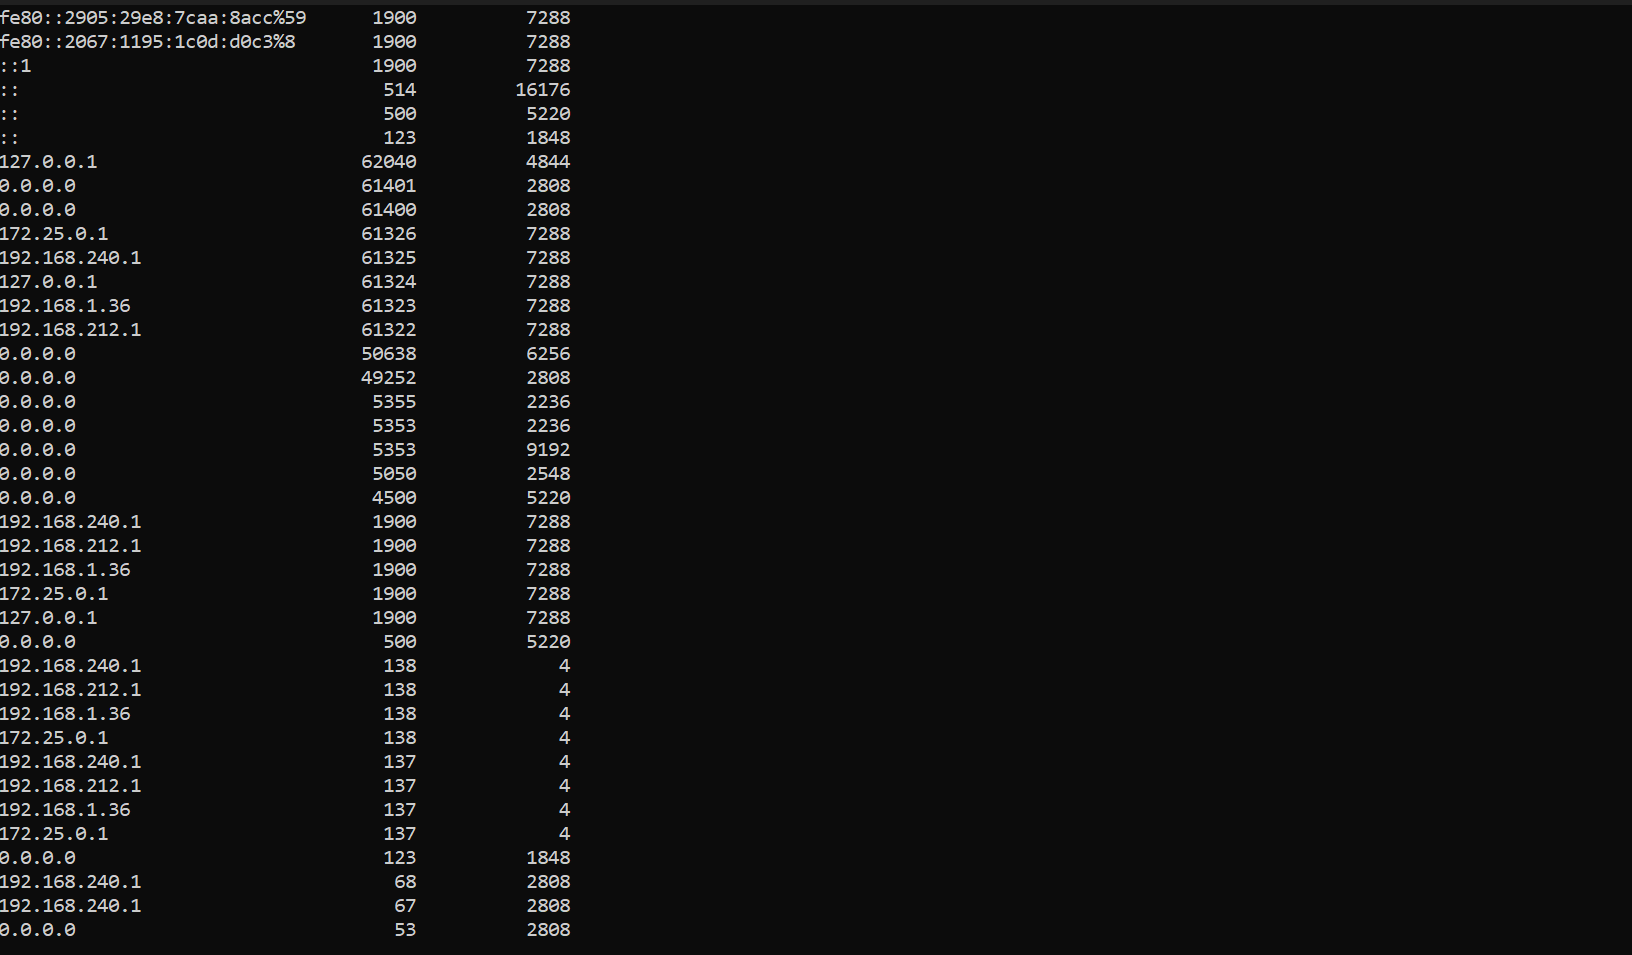 fe80::2905:29e8:7caa:8acc%59 1900 7288
fe80::2067:1195:1c0d:d0c3%8 1900 7288
::1 1900 7288
:: 514 16176
:: 500 5220
:: 123 1848
127.0.0.1 62040 4844
0.0.0.0 61401 2808
0.0.0.0 61400 2808
172.25.0.1 61326 7288
192.168.240.1 61325 7288
127.0.0.1 61324 7288
192.168.1.36 61323 7288
192.168.212.1 61322 7288
0.0.0.0 50638 6256
0.0.0.0 49252 2808
0.0.0.0 5355 2236
0.0.0.0 5353 2236
0.0.0.0 5353 9192
0.0.0.0 5050 2548
0.0.0.0 4500 5220
192.168.240.1 1900 7288
192.168.212.1 1900 7288
192.168.1.36 1900 7288
172.25.0.1 1900 7288
127.0.0.1 1900 7288
0.0.0.0 500 5220
192.168.240.1 138 4
192.168.212.1 138 4
192.168.1.36 138 4
172.25.0.1 138 4
192.168.240.1 137 4
192.168.212.1 137 4
192.168.1.36 137 4
172.25.0.1 137 4
0.0.0.0 123 1848
192.168.240.1 68 2808
192.168.240.1 67 2808
0.0.0.0 53 2808